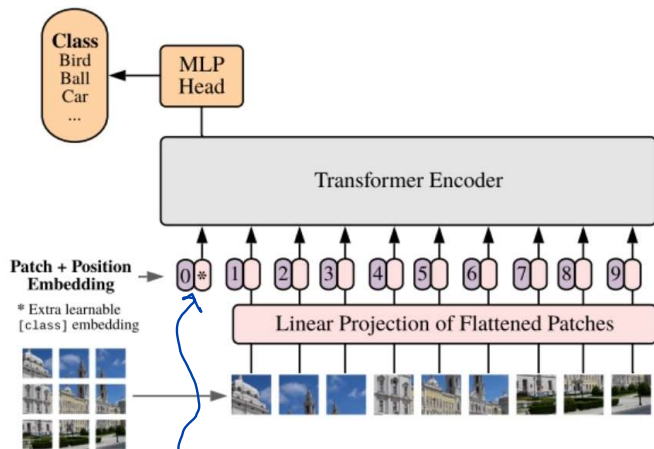 Class
Bird
Ball
Car
...
MLP
Head
Transformer Encoder
Patch + Position
Embedding
0 * 1 2 3 4 5 6 7 8 9
* Extra learnable
[class] embedding
Linear Projection of Flattened Patches